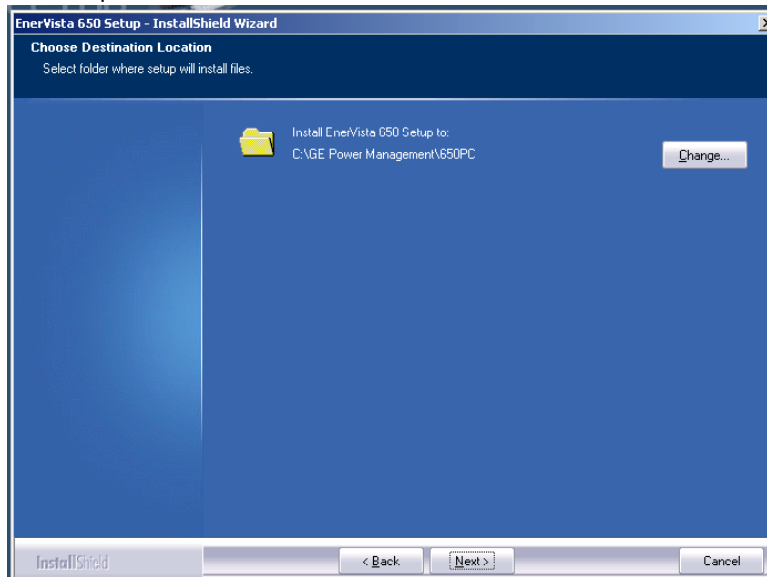 EnerVista 650 Setup - InstallShield Wizard
Choose Destination Location
Select folder where setup will install files.
Install EnerVista 650 Setup to:
C:\GE Power Management\650PC
Change...
InstallShield
< Back
Next >
Cancel